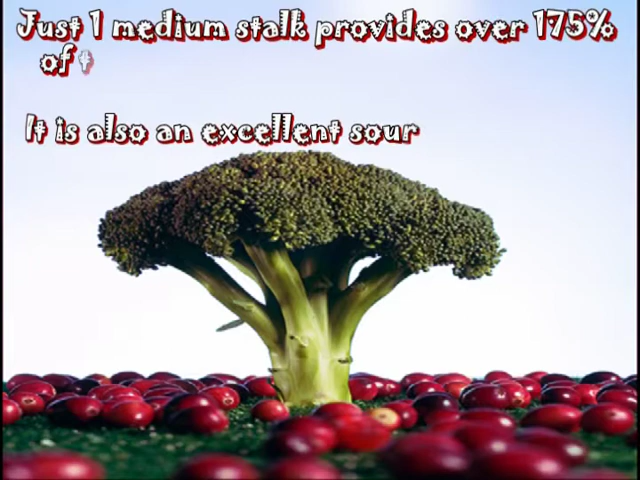 Just 1 medium stalk provides over 175%
of t
It is also an excellent sour